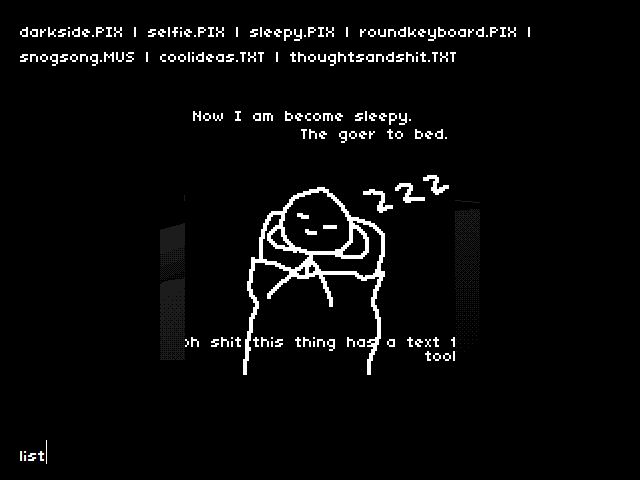 darkside.PIX | selfie.PIX | sleepy.PIX | roundkeyboard.PIX |
snogsong.MUS | coolideas.TXT | thoughtsandshit.TXT
Now I am become sleepy.
The goer to bed.
zzz
oh shit this thing has a text t
tool
list